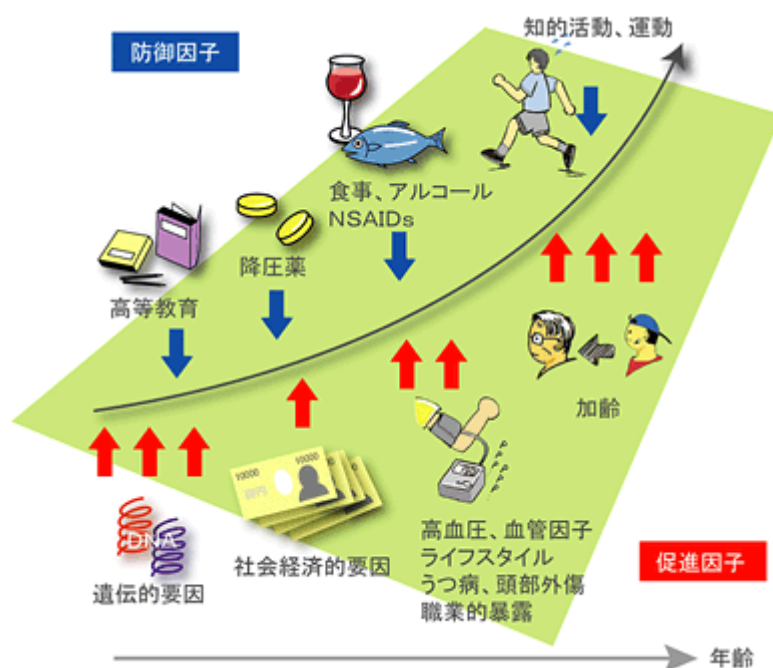 知的活動、運動
防御因子
食事、アルコール
NSAIDs
降圧薬
高等教育
加齢
10000
10000
DNA
高血圧、血管因子
ライフスタイル
うつ病、頭部外傷
職業的暴露
社会経済的要因
遺伝的要因
促進因子
年齢